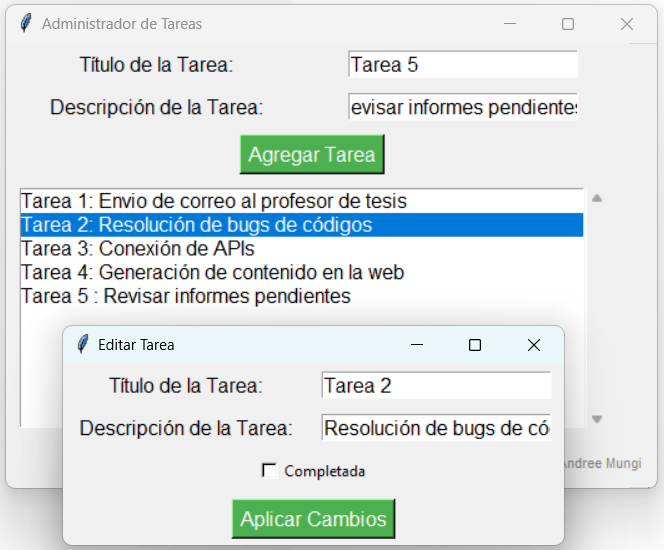 Administrador de Tareas
Título de la Tarea: Tarea 5
Descripción de la Tarea: evisar informes pendientes
Agregar Tarea
Tarea 1: Envio de correo al profesor de tesis
Tarea 2: Resolución de bugs de códigos
Tarea 3: Conexión de APIs
Tarea 4: Generación de contenido en la web
Tarea 5 : Revisar informes pendientes
Editar Tarea
Título de la Tarea: Tarea 2
Descripción de la Tarea: Resolución de bugs de có
Andree Mungi
Completada
Aplicar Cambios